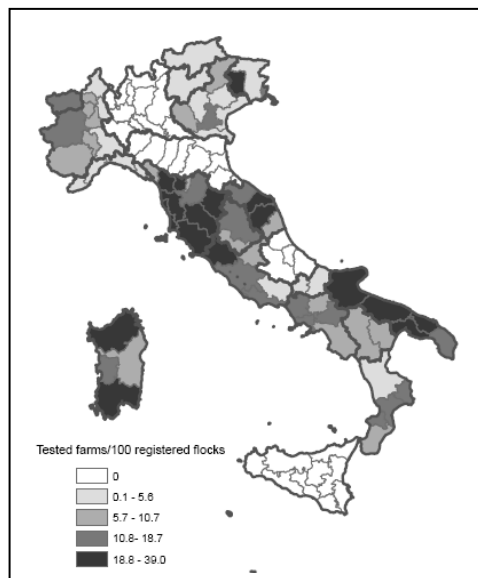 Tested farms/100 registered flocks
0
0.1 - 5.6
5.7 - 10.7
10.8- 18.7
18.8 - 39.0